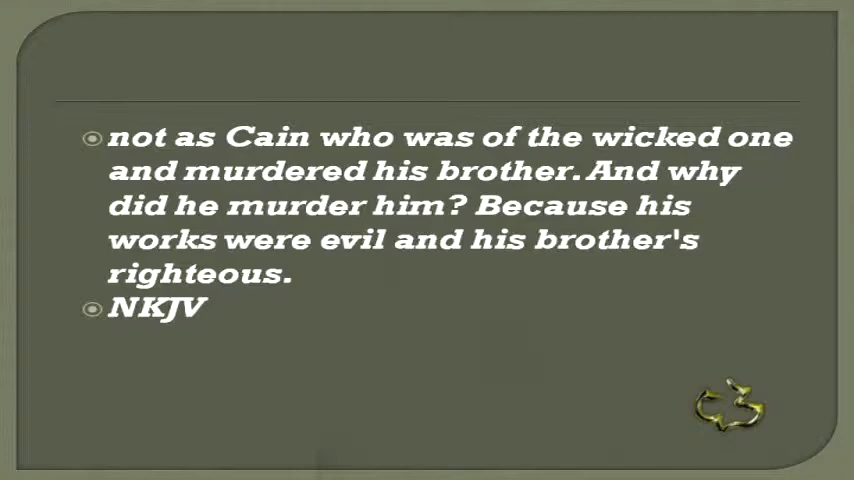 not as Cain who was of the wicked one
and murdered his brother. And why
did he murder him? Because his
works were evil and his brother's
righteous.
NKJV
C3